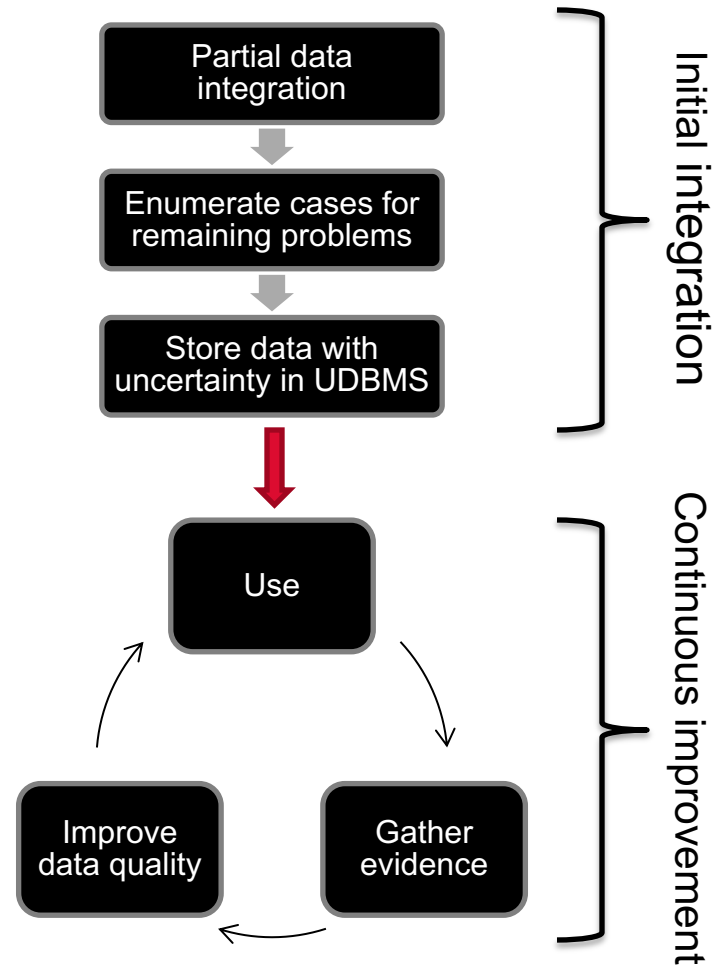 Partial data
integration
Enumerate cases for
remaining problems
Store data with
uncertainty in UDBMS
Initial integration
Use
Improve
data quality
Gather
evidence
Continuous improvement